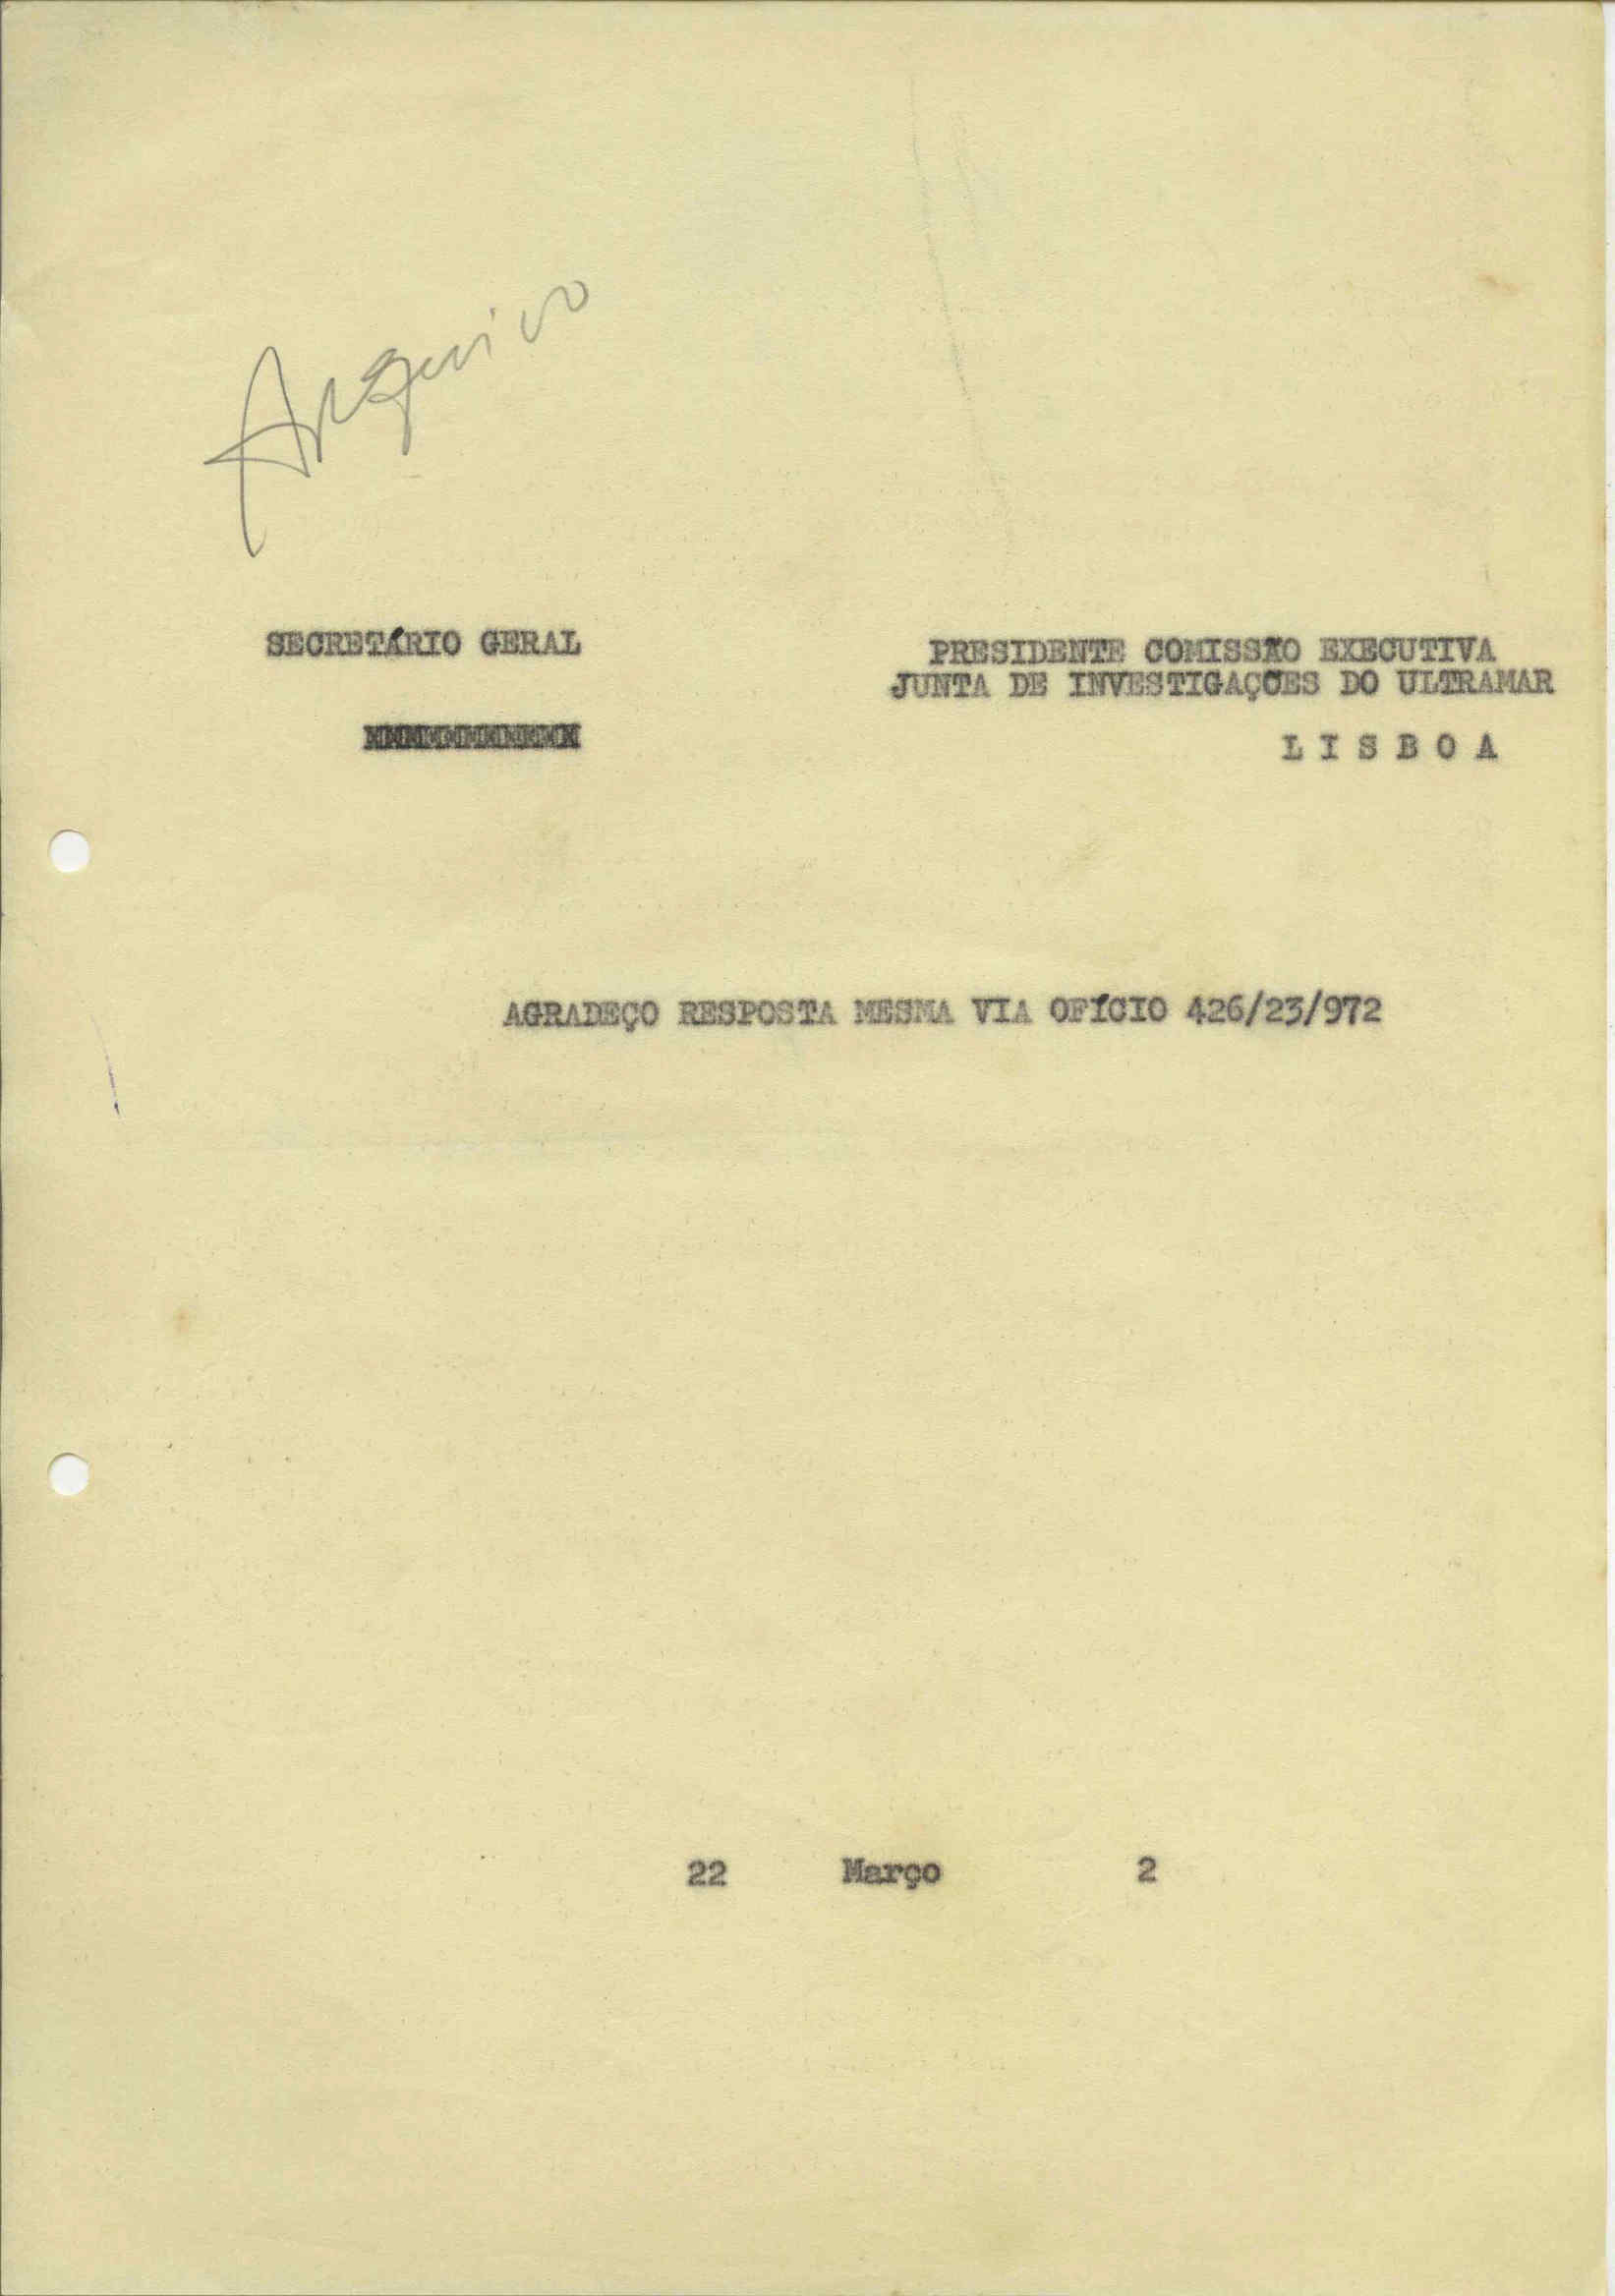 Arquivo
SECRETÁRIO GERAL
PRESIDENTE COMISSÃO EXECUTIVA
JUNTA DE INVESTIGAÇÕES DO ULTRAMAR
L I S B O A
AGRADEÇO RESPOSTA MESMA VIA OFÍCIO 426/23/972
22 Março 2